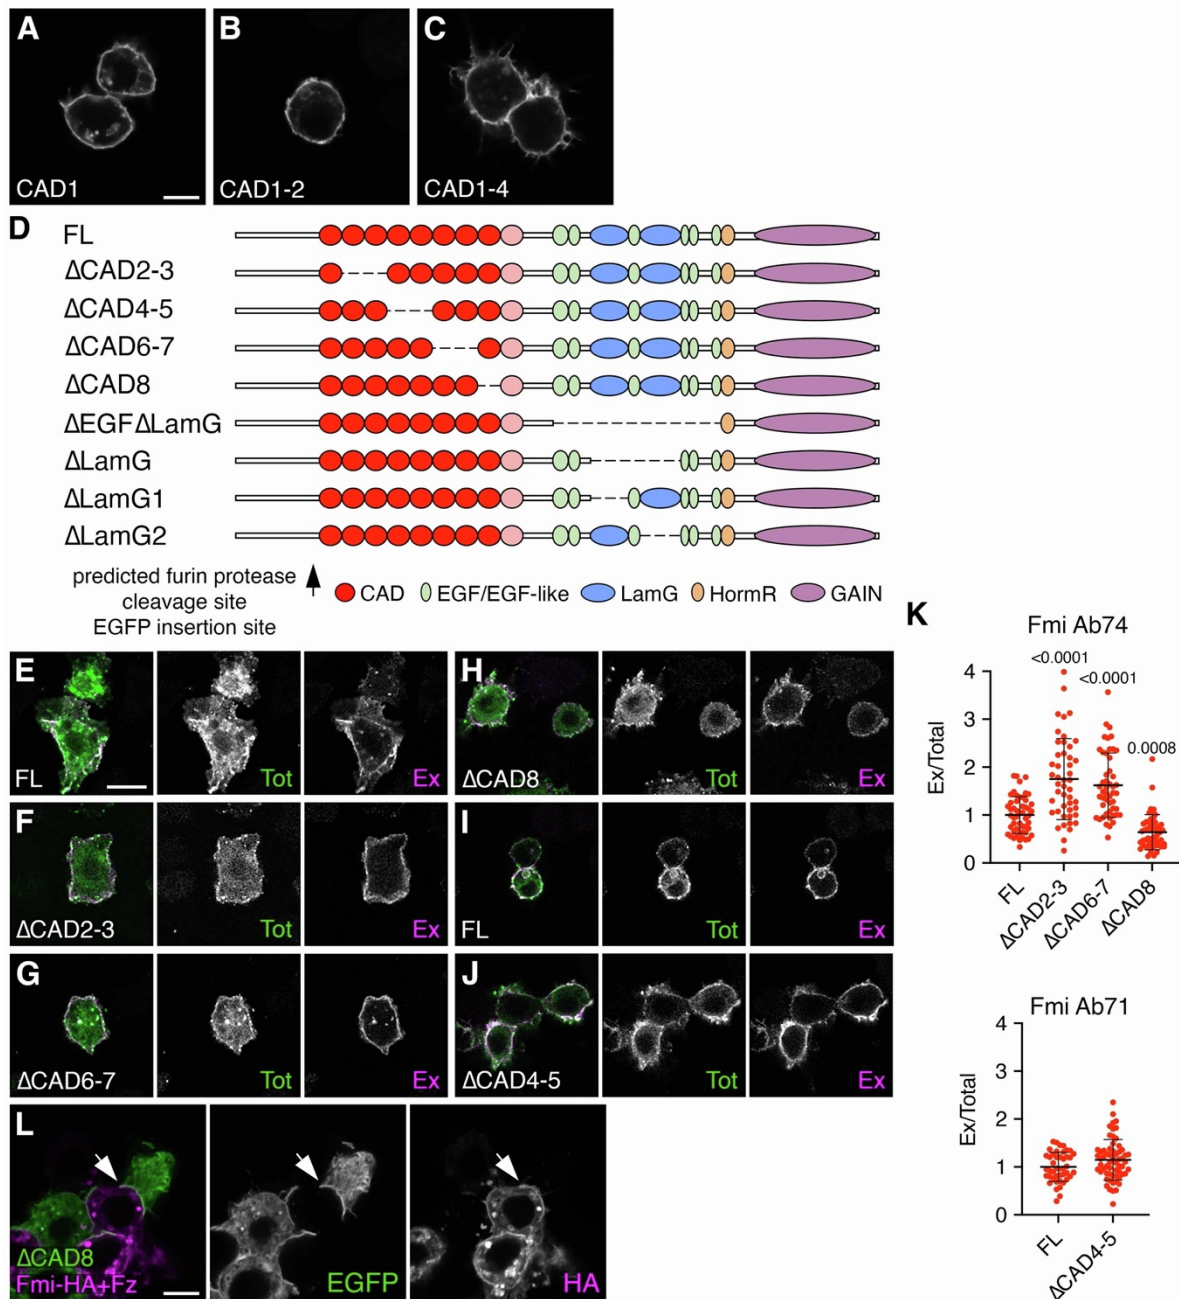 A
B
C
CAD1
CAD1-2
CAD1-4
D
FL
ΔCAD2-3
ΔCAD4-5
ΔCAD6-7
ΔCAD8
ΔEGFΔLamG
ΔLamG
ΔLamG1
ΔLamG2
predicted furin protease
cleavage site
EGFP insertion site
CAD
EGF/EGF-like
LamG
HormR
GAIN
E
FL
Tot
Ex
H
ΔCAD8
Tot
Ex
F
ΔCAD2-3
Tot
Ex
I
FL
Tot
Ex
G
ΔCAD6-7
Tot
Ex
J
ΔCAD4-5
Tot
Ex
K
Fmi Ab74
<0.0001
<0.0001
0.0008
Ex/Total
4
3
2
1
0
FL
ΔCAD2-3
ΔCAD6-7
ΔCAD8
Fmi Ab71
Ex/Total
4
3
2
1
0
FL
ΔCAD4-5
L
ΔCAD8
Fmi-HA+Fz
EGFP
HA